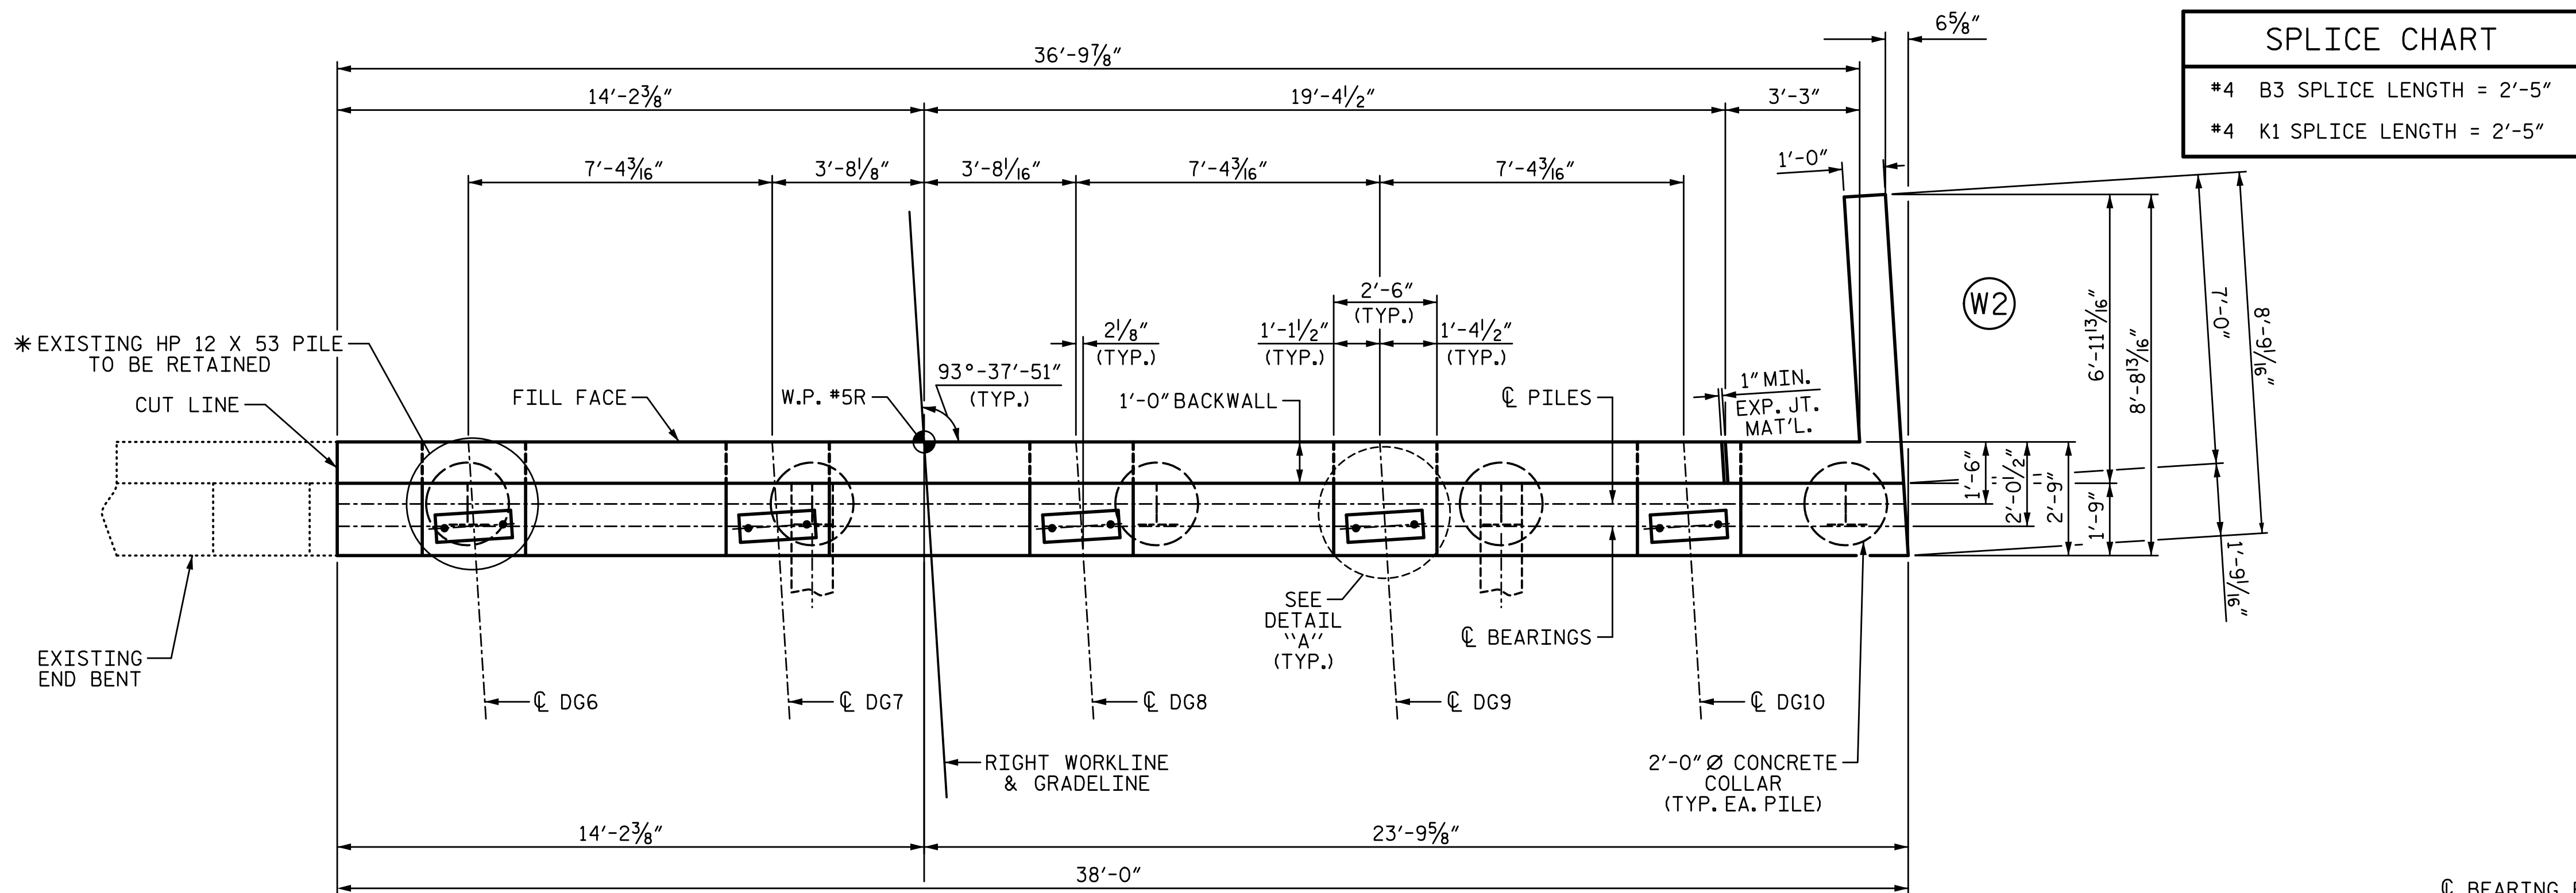 6⅝"
SPLICE CHART
#4 B3 SPLICE LENGTH = 2'-5"
#4 K1 SPLICE LENGTH = 2'-5"
36'-9⅞"
14'-2⅜"
19'-4½"
3'-3"
7'-4³⁄₁₆"
3'-8⅛"
3'-8¹⁄₁₆"
7'-4³⁄₁₆"
7'-4³⁄₁₆"
1'-0"
2'-6"
(TYP.)
2⅛"
(TYP.)
1'-1½"
(TYP.)
1'-4½"
(TYP.)
W2
6'-11¹³⁄₁₆"
8'-8¹³⁄₁₆"
7'-0"
8'-9¹⁄₁₆"
✳ EXISTING HP 12 X 53 PILE
TO BE RETAINED
CUT LINE
FILL FACE
W.P. #5R
93°-37'-51"
(TYP.)
1'-0" BACKWALL
℄ PILES
1" MIN.
EXP. JT.
MAT'L.
1'-6"
2'-0½"
2'-9"
1'-9"
1'-9¹⁄₁₆"
SEE
DETAIL
"A"
(TYP.)
℄ BEARINGS
EXISTING
END BENT
℄ DG6
℄ DG7
℄ DG8
℄ DG9
℄ DG10
RIGHT WORKLINE
& GRADELINE
2'-0" Ø CONCRETE
COLLAR
(TYP. EA. PILE)
14'-2⅜"
23'-9⅝"
38'-0"
℄ BEARING